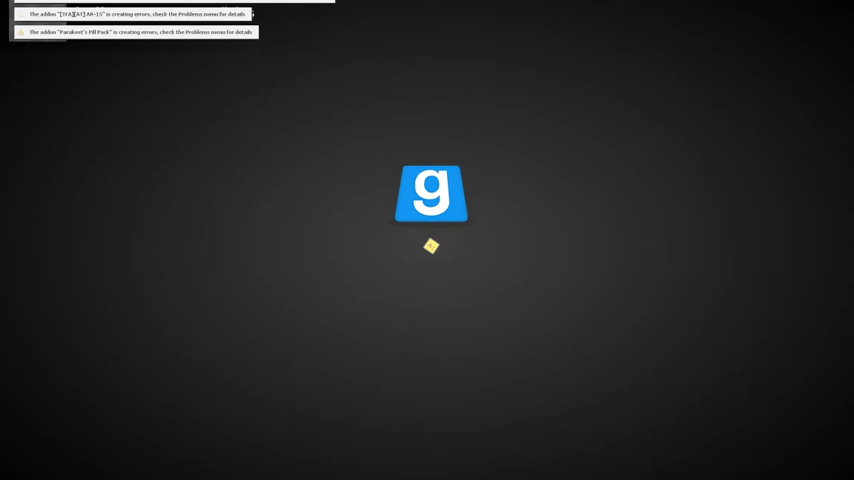 The addon "[TFA][AT] AR-15" is creating errors, check the Problems menu for details
The addon "Parakeet's Pill Pack" is creating errors, check the Problems menu for details
g